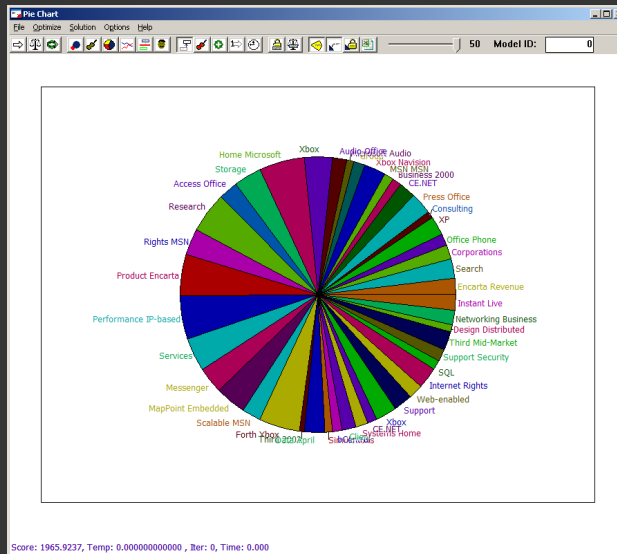 Pie Chart
File Optimize Solution Options Help
50 Model ID: 0
Xbox
Audio Office
Audio
Home Microsoft
Xbox Navision
Storage
MSN MSN
Business 2000
Access Office
CE.NET
Press Office
Research
Consulting
XP
Rights MSN
Office Phone
Corporations
Product Encarta
Search
Encarta Revenue
Instant Live
Performance IP-based
Networking Business
Design Distributed
Third Mid-Market
Services
Support Security
SQL
Messenger
Internet Rights
Web-enabled
MapPoint Embedded
Support
Scalable MSN
Xbox
CE.NET
Forth Xbox
Systems Home
Third 2007
April
Score: 1965.9237, Temp: 0.000000000000 , Iter: 0, Time: 0.000